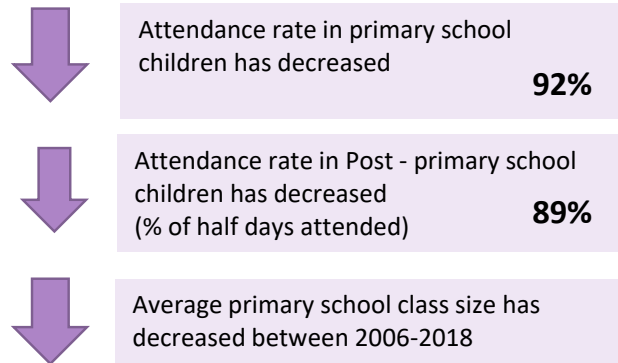 Attendance rate in primary school
children has decreased
92%
Attendance rate in Post - primary school
children has decreased
(% of half days attended)
89%
Average primary school class size has
decreased between 2006-2018